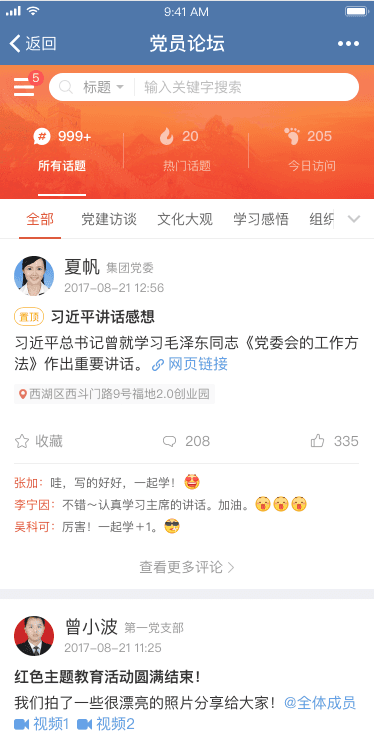 9:41 AM
返回
党员论坛
5
标题
输入关键字搜索
999+
20
205
所有话题
热门话题
今日访问
全部
党建访谈
文化大观
学习感悟
组织
夏帆 集团党委
2017-08-21 12:56
置顶 习近平讲话感想
习近平总书记曾就学习毛泽东同志《党委会的工作方
法》作出重要讲话。 网页链接
西湖区西斗门路9号福地2.0创业园
收藏
208
335
张加：哇，写的好好，一起学！
李宁因：不错～认真学习主席的讲话。加油。
吴科可：厉害！一起学＋1。
查看更多评论
曾小波 第一党支部
2017-08-21 11:25
红色主题教育活动圆满结束！
我们拍了一些很漂亮的照片分享给大家！@全体成员
视频1 视频2